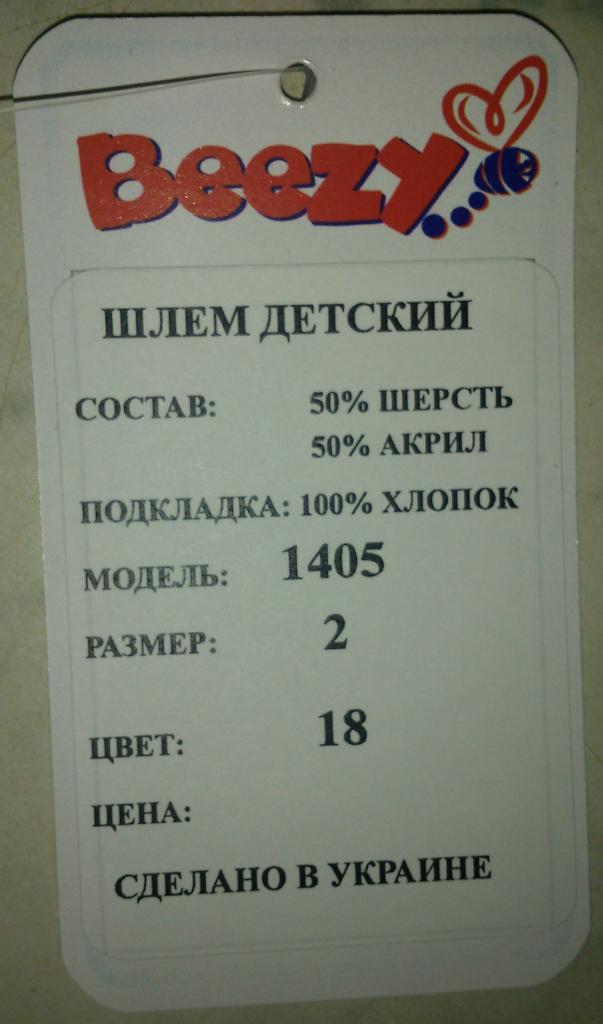 Beezy
ШЛЕМ ДЕТСКИЙ
СОСТАВ: 50% ШЕРСТЬ
50% АКРИЛ
ПОДКЛАДКА: 100% ХЛОПОК
МОДЕЛЬ: 1405
РАЗМЕР: 2
ЦВЕТ: 18
ЦЕНА:
СДЕЛАНО В УКРАИНЕ